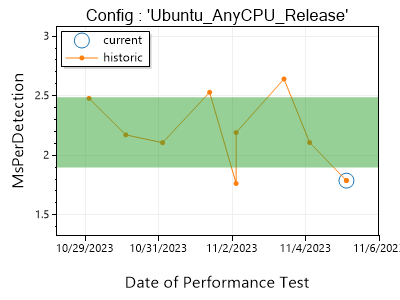 Config : 'Ubuntu_AnyCPU_Release'
current
historic
3
2.5
2
1.5
MsPerDetection
10/29/2023 10/31/2023 11/2/2023 11/4/2023 11/6/202
Date of Performance Test